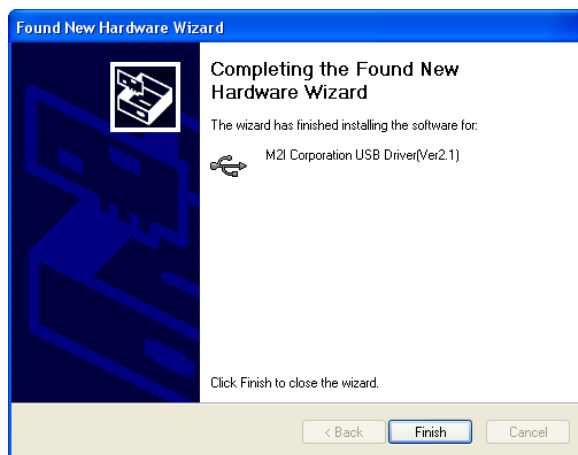 Found New Hardware Wizard
Completing the Found New
Hardware Wizard
The wizard has finished installing the software for:
M2I Corporation USB Driver(Ver2.1)
Click Finish to close the wizard.
< Back
Finish
Cancel